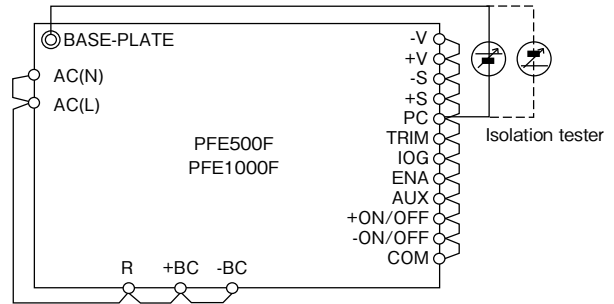 BASE-PLATE
AC(N)
AC(L)
PFE500F
PFE1000F
-V
+V
-S
+S
PC
TRIM
IOG
ENA
AUX
+ON/OFF
-ON/OFF
COM
Isolation tester
R +BC -BC